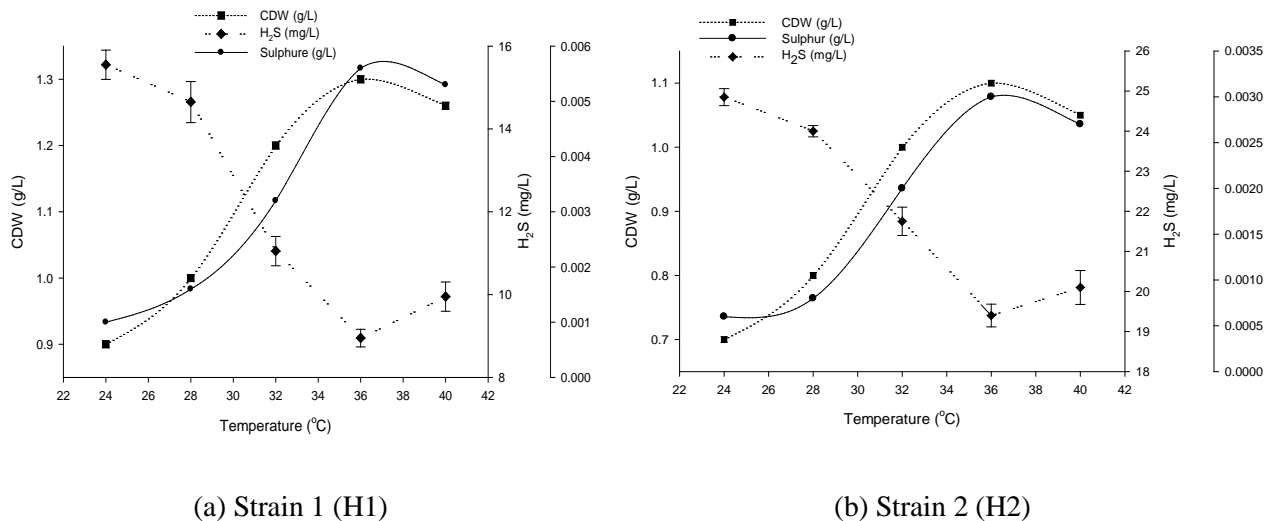 CDW (g/L)
H2S (mg/L)
Sulphure (g/L)
CDW (g/L)
1.3
1.2
1.1
1.0
0.9
22 24 26 28 30 32 34 36 38 40 42
Temperature (oC)
H2S (mg/L)
16
14
12
10
8
0.006
0.005
0.004
0.003
0.002
0.001
0.000
(a) Strain 1 (H1)
CDW (g/L)
Sulphur (g/L)
H2S (mg/L)
CDW (g/L)
1.1
1.0
0.9
0.8
0.7
22 24 26 28 30 32 34 36 38 40 42
Temperature (oC)
H2S (mg/L)
26
25
24
23
22
21
20
19
18
0.0035
0.0030
0.0025
0.0020
0.0015
0.0010
0.0005
0.0000
(b) Strain 2 (H2)